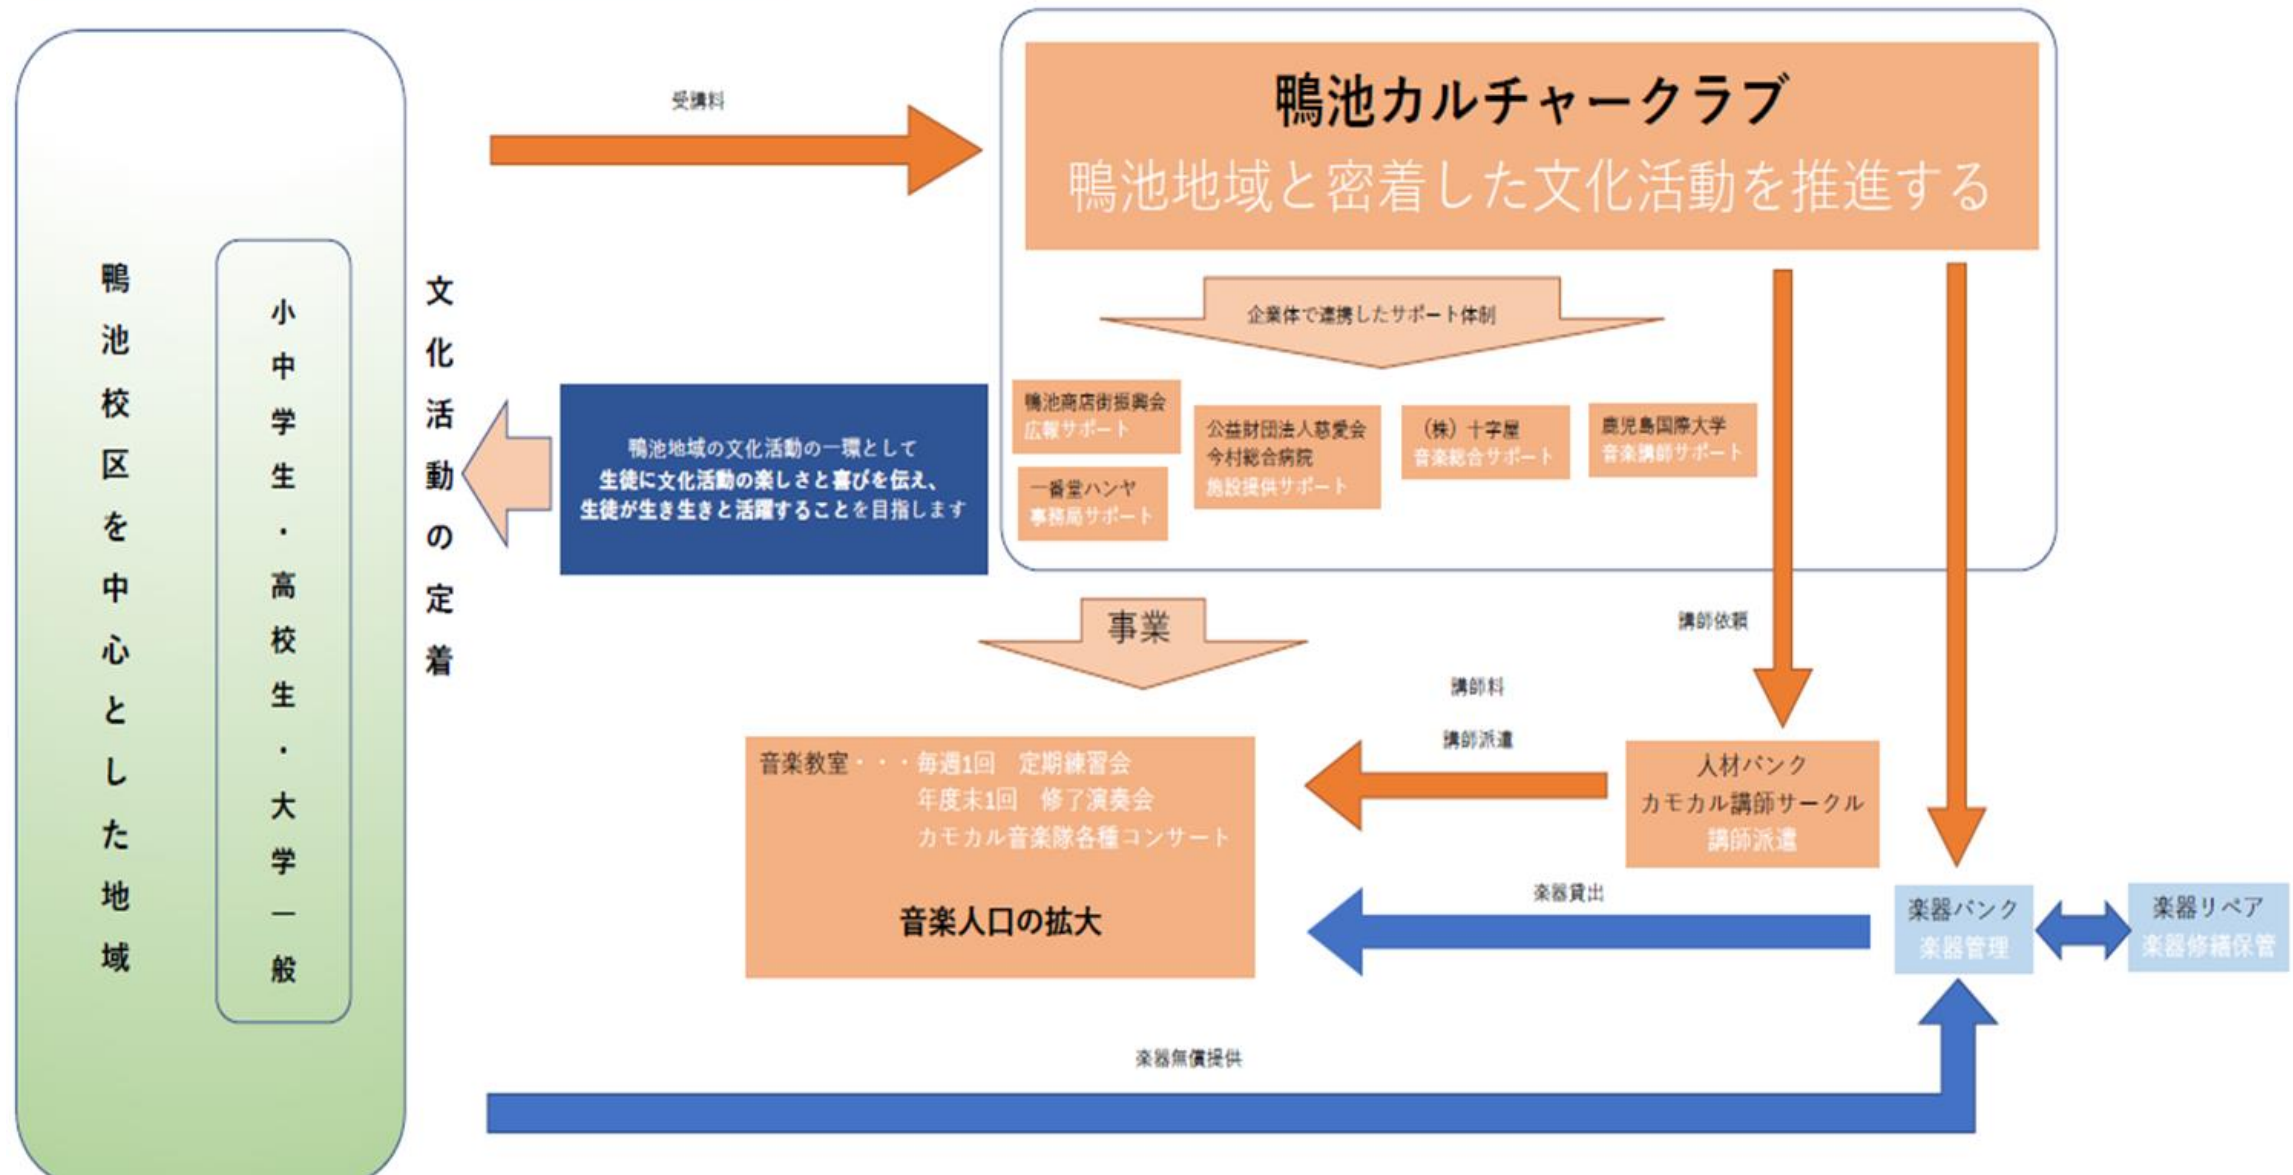 鴨池校区を中心とした地域
小中学生・高校生・大学一般
文化活動の定着
受講料
鴨池カルチャークラブ
鴨池地域と密着した文化活動を推進する
企業体で連携したサポート体制
鴨池商店街振興会
広報サポート
一番堂ハンヤ
事務局サポート
公益財団法人慈愛会
今村総合病院
施設提供サポート
（株）十字屋
音楽総合サポート
鹿児島国際大学
音楽講師サポート
鴨池地域の文化活動の一環として
生徒に文化活動の楽しさと喜びを伝え、
生徒が生き生きと活躍することを目指します
事業
講師依頼
講師料
講師派遣
音楽教室・・・毎週1回　定期練習会
年度末1回　修了演奏会
カモカル音楽隊各種コンサート
音楽人口の拡大
人材バンク
カモカル講師サークル
講師派遣
楽器貸出
楽器バンク
楽器管理
楽器リペア
楽器修繕保管
楽器無償提供